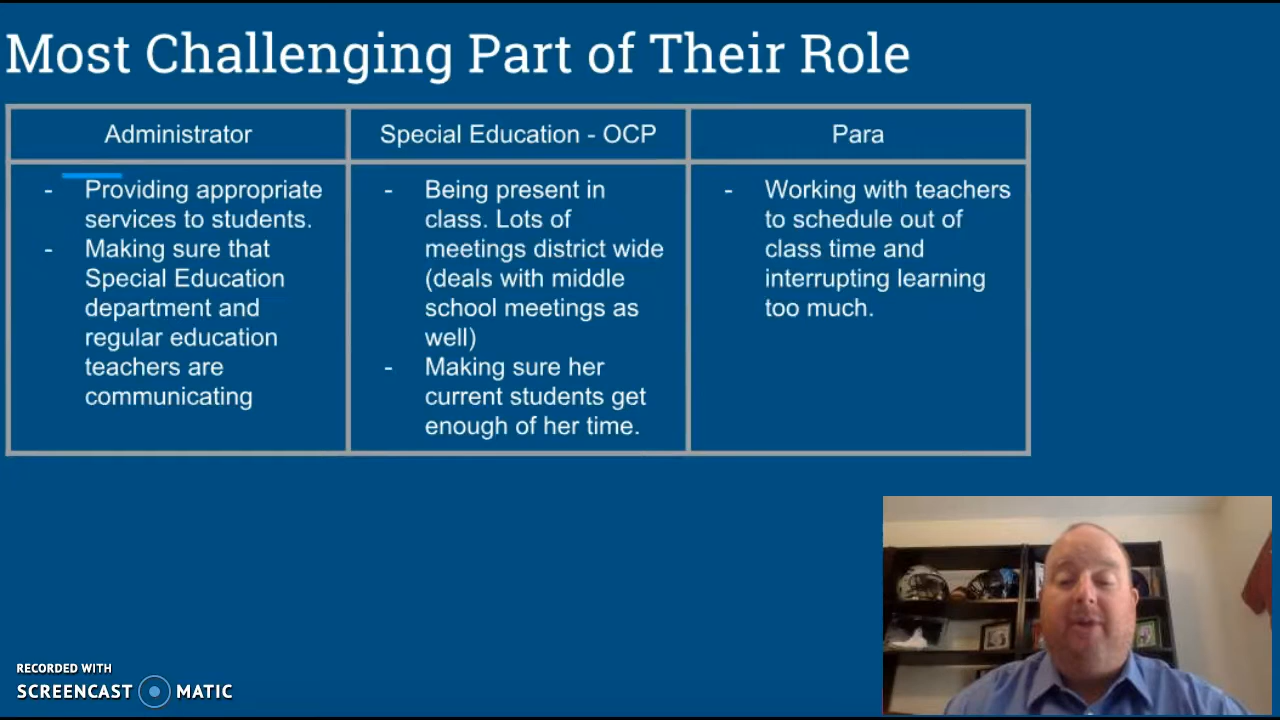 Most Challenging Part of Their Role
Administrator
Special Education - OCP
Para
- Providing appropriate
services to students.
- Making sure that
Special Education
department and
regular education
teachers are
communicating
- Being present in
class. Lots of
meetings district wide
(deals with middle
school meetings as
well)
- Making sure her
current students get
enough of her time.
- Working with teachers
to schedule out of
class time and
interrupting learning
too much.
RECORDED WITH
SCREENCAST MATIC